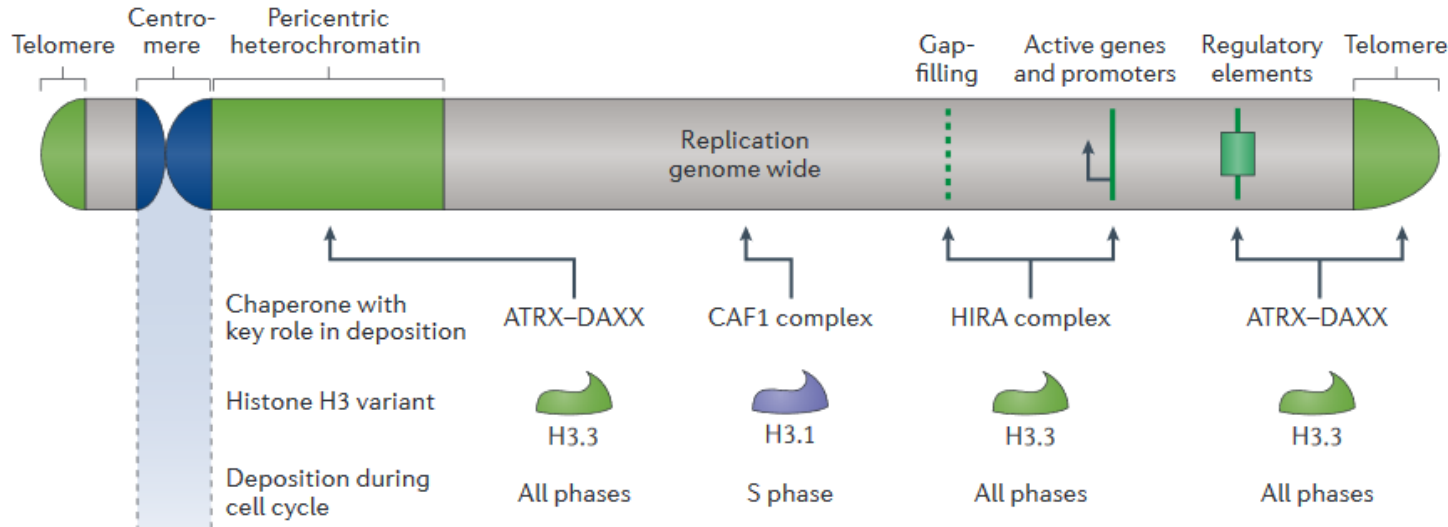 Telomere
Centro-
mere
Pericentric
heterochromatin
Gap-
filling
Active genes
and promoters
Regulatory
elements
Telomere
Replication
genome wide
Chaperone with
key role in deposition
ATRX–DAXX
CAF1 complex
HIRA complex
ATRX–DAXX
Histone H3 variant
H3.3
H3.1
H3.3
H3.3
Deposition during
cell cycle
All phases
S phase
All phases
All phases